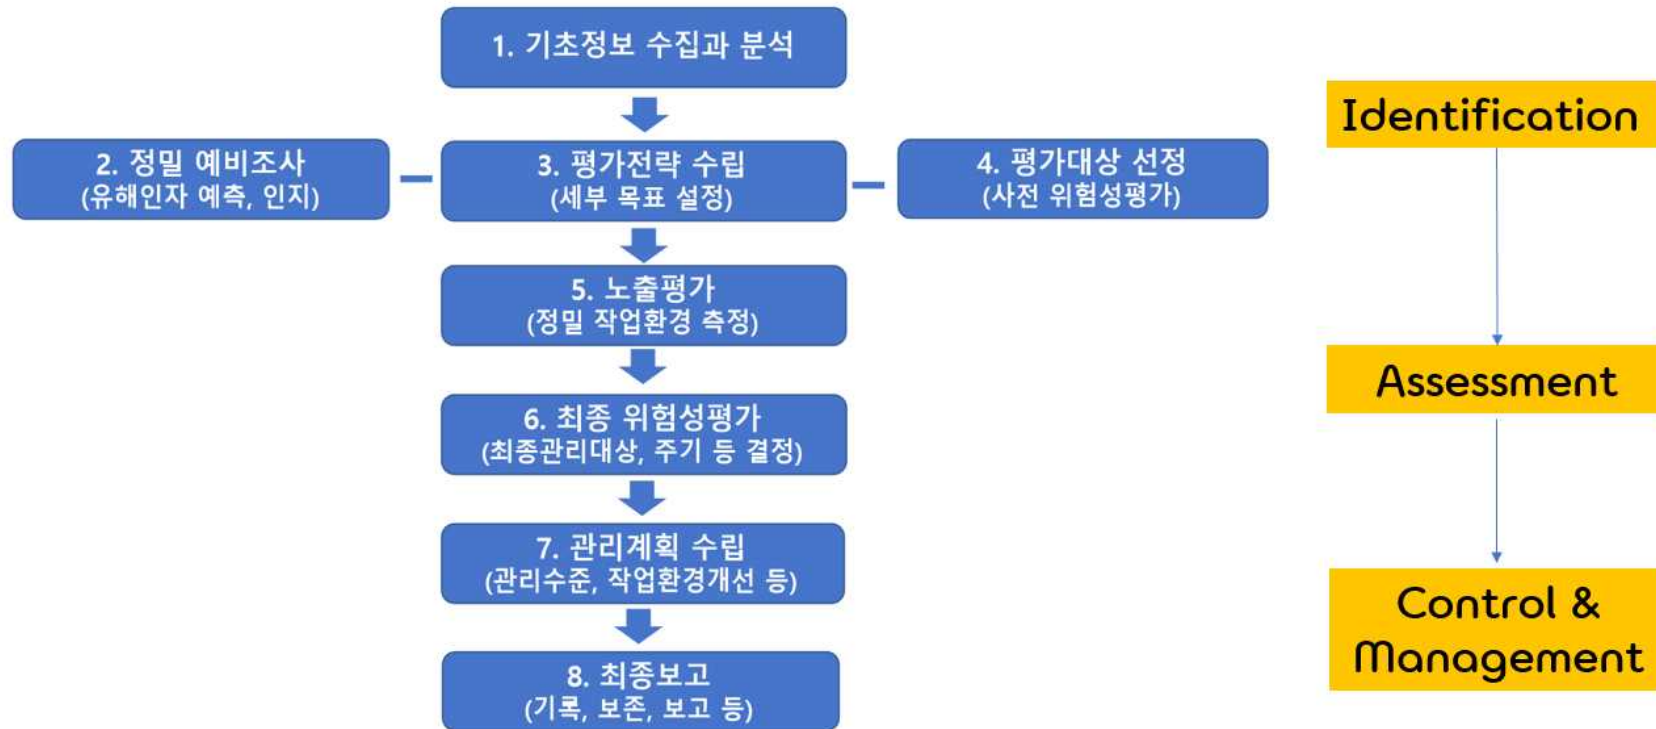 1. 기초정보 수집과 분석
2. 정밀 예비조사
(유해인자 예측, 인지)
3. 평가전략 수립
(세부 목표 설정)
4. 평가대상 선정
(사전 위험성평가)
5. 노출평가
(정밀 작업환경 측정)
6. 최종 위험성평가
(최종관리대상, 주기 등 결정)
7. 관리계획 수립
(관리수준, 작업환경개선 등)
8. 최종보고
(기록, 보존, 보고 등)
Identification
Assessment
Control &
Management